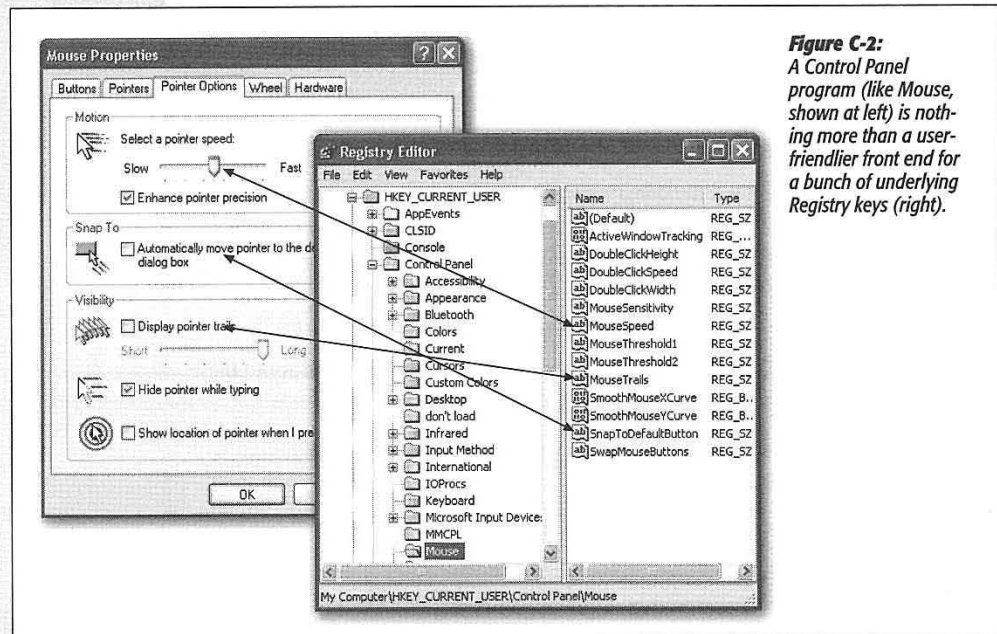 Mouse Properties
Buttons Pointers Pointer Options Wheel Hardware
Motion
Select a pointer speed:
Slow Fast
Enhance pointer precision
Snap To
Automatically move pointer to the
dialog box
Visibility
Display pointer trails
Short Long
Hide pointer while typing
Show location of pointer when I
OK
Registry Editor
File Edit View Favorites Help
HKEY_CURRENT_USER
AppEvents
CLSID
Console
Control Panel
Accessibility
Appearance
Bluetooth
Colors
Current
Cursors
Custom Colors
Desktop
don't load
Infrared
Input Method
International
IOProcs
Keyboard
Microsoft Input Device:
MMCPL
Mouse
Name Type
(Default) REG_SZ
ActiveWindowTracking REG_...
DoubleClickHeight REG_SZ
DoubleClickSpeed REG_SZ
DoubleClickWidth REG_SZ
MouseSensitivity REG_SZ
MouseSpeed REG_SZ
MouseThreshold1 REG_SZ
MouseThreshold2 REG_SZ
MouseTrails REG_SZ
SmoothMouseXCurve REG_B..
SmoothMouseYCurve REG_B..
SnapToDefaultButton REG_SZ
SwapMouseButtons REG_SZ
My Computer\HKEY_CURRENT_USER\Control Panel\Mouse
Figure C-2:
A Control Panel
program (like Mouse,
shown at left) is noth-
ing more than a user-
friendlier front end for
a bunch of underlying
Registry keys (right).